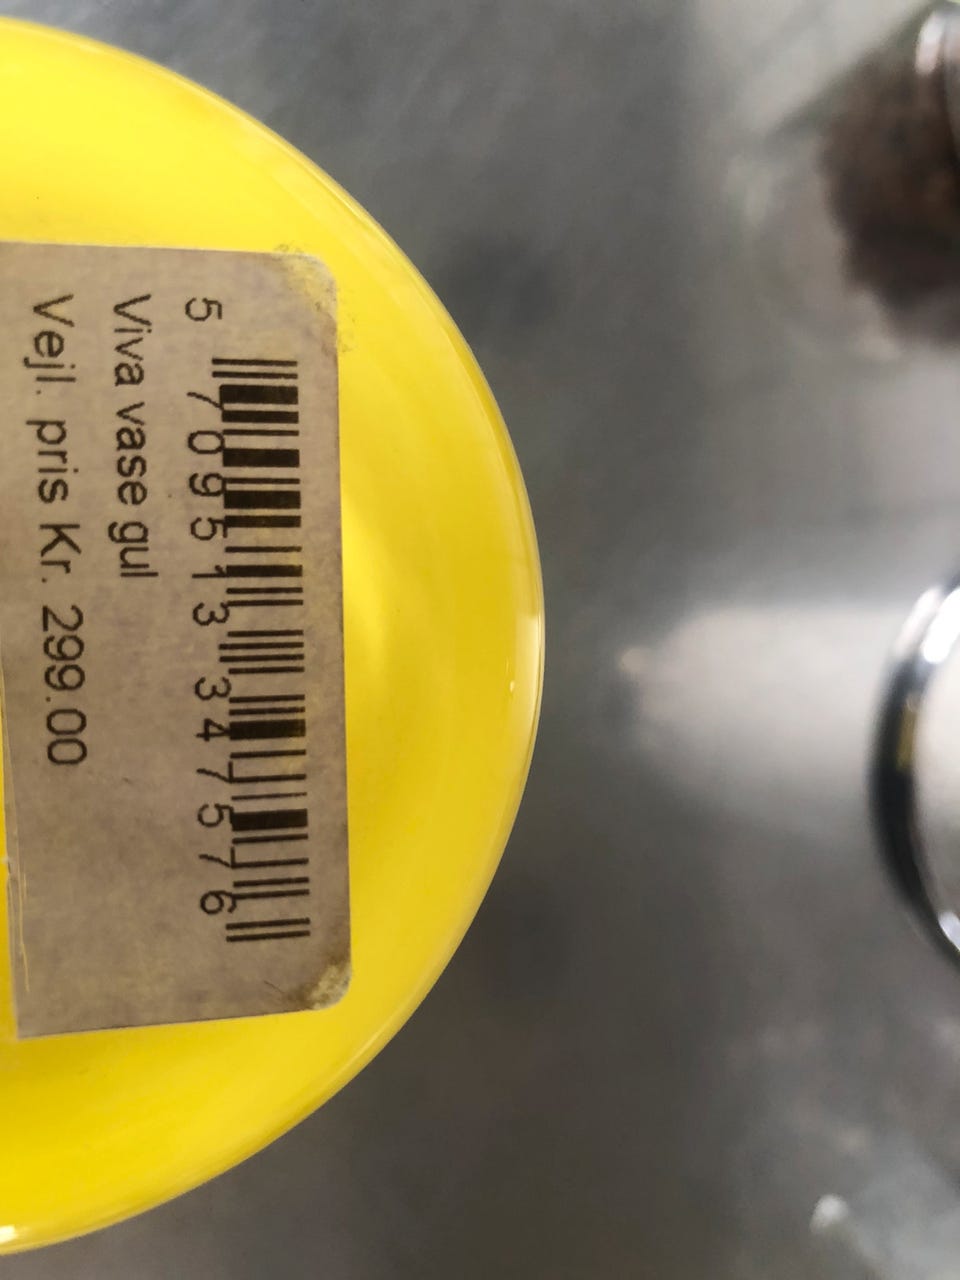 5 709513 347576
Viva vase gul
Vejl. pris Kr. 299.00